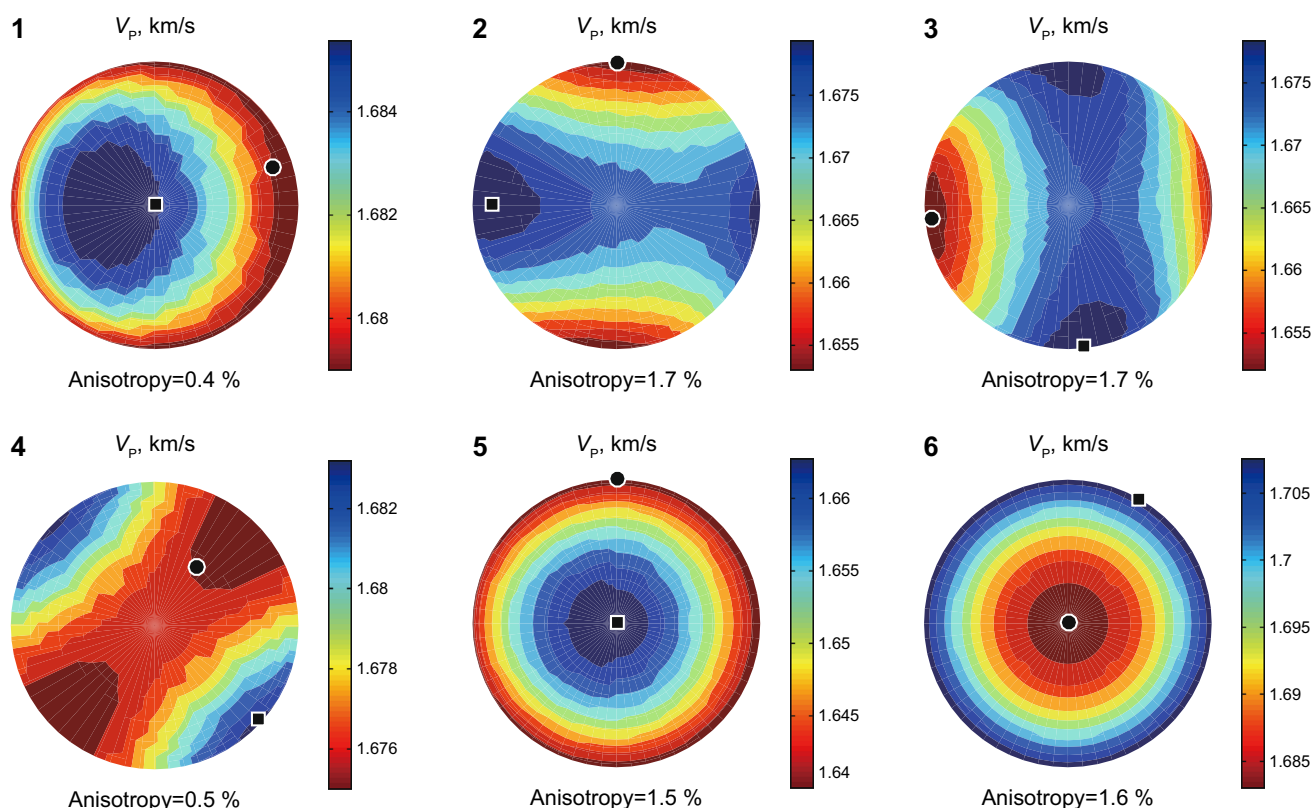 1
V_P, km/s
1.684
1.682
1.68
Anisotropy=0.4 %
2
V_P, km/s
1.675
1.67
1.665
1.66
1.655
Anisotropy=1.7 %
3
V_P, km/s
1.675
1.67
1.665
1.66
1.655
Anisotropy=1.7 %
4
V_P, km/s
1.682
1.68
1.678
1.676
Anisotropy=0.5 %
5
V_P, km/s
1.66
1.655
1.65
1.645
1.64
Anisotropy=1.5 %
6
V_P, km/s
1.705
1.7
1.695
1.69
1.685
Anisotropy=1.6 %